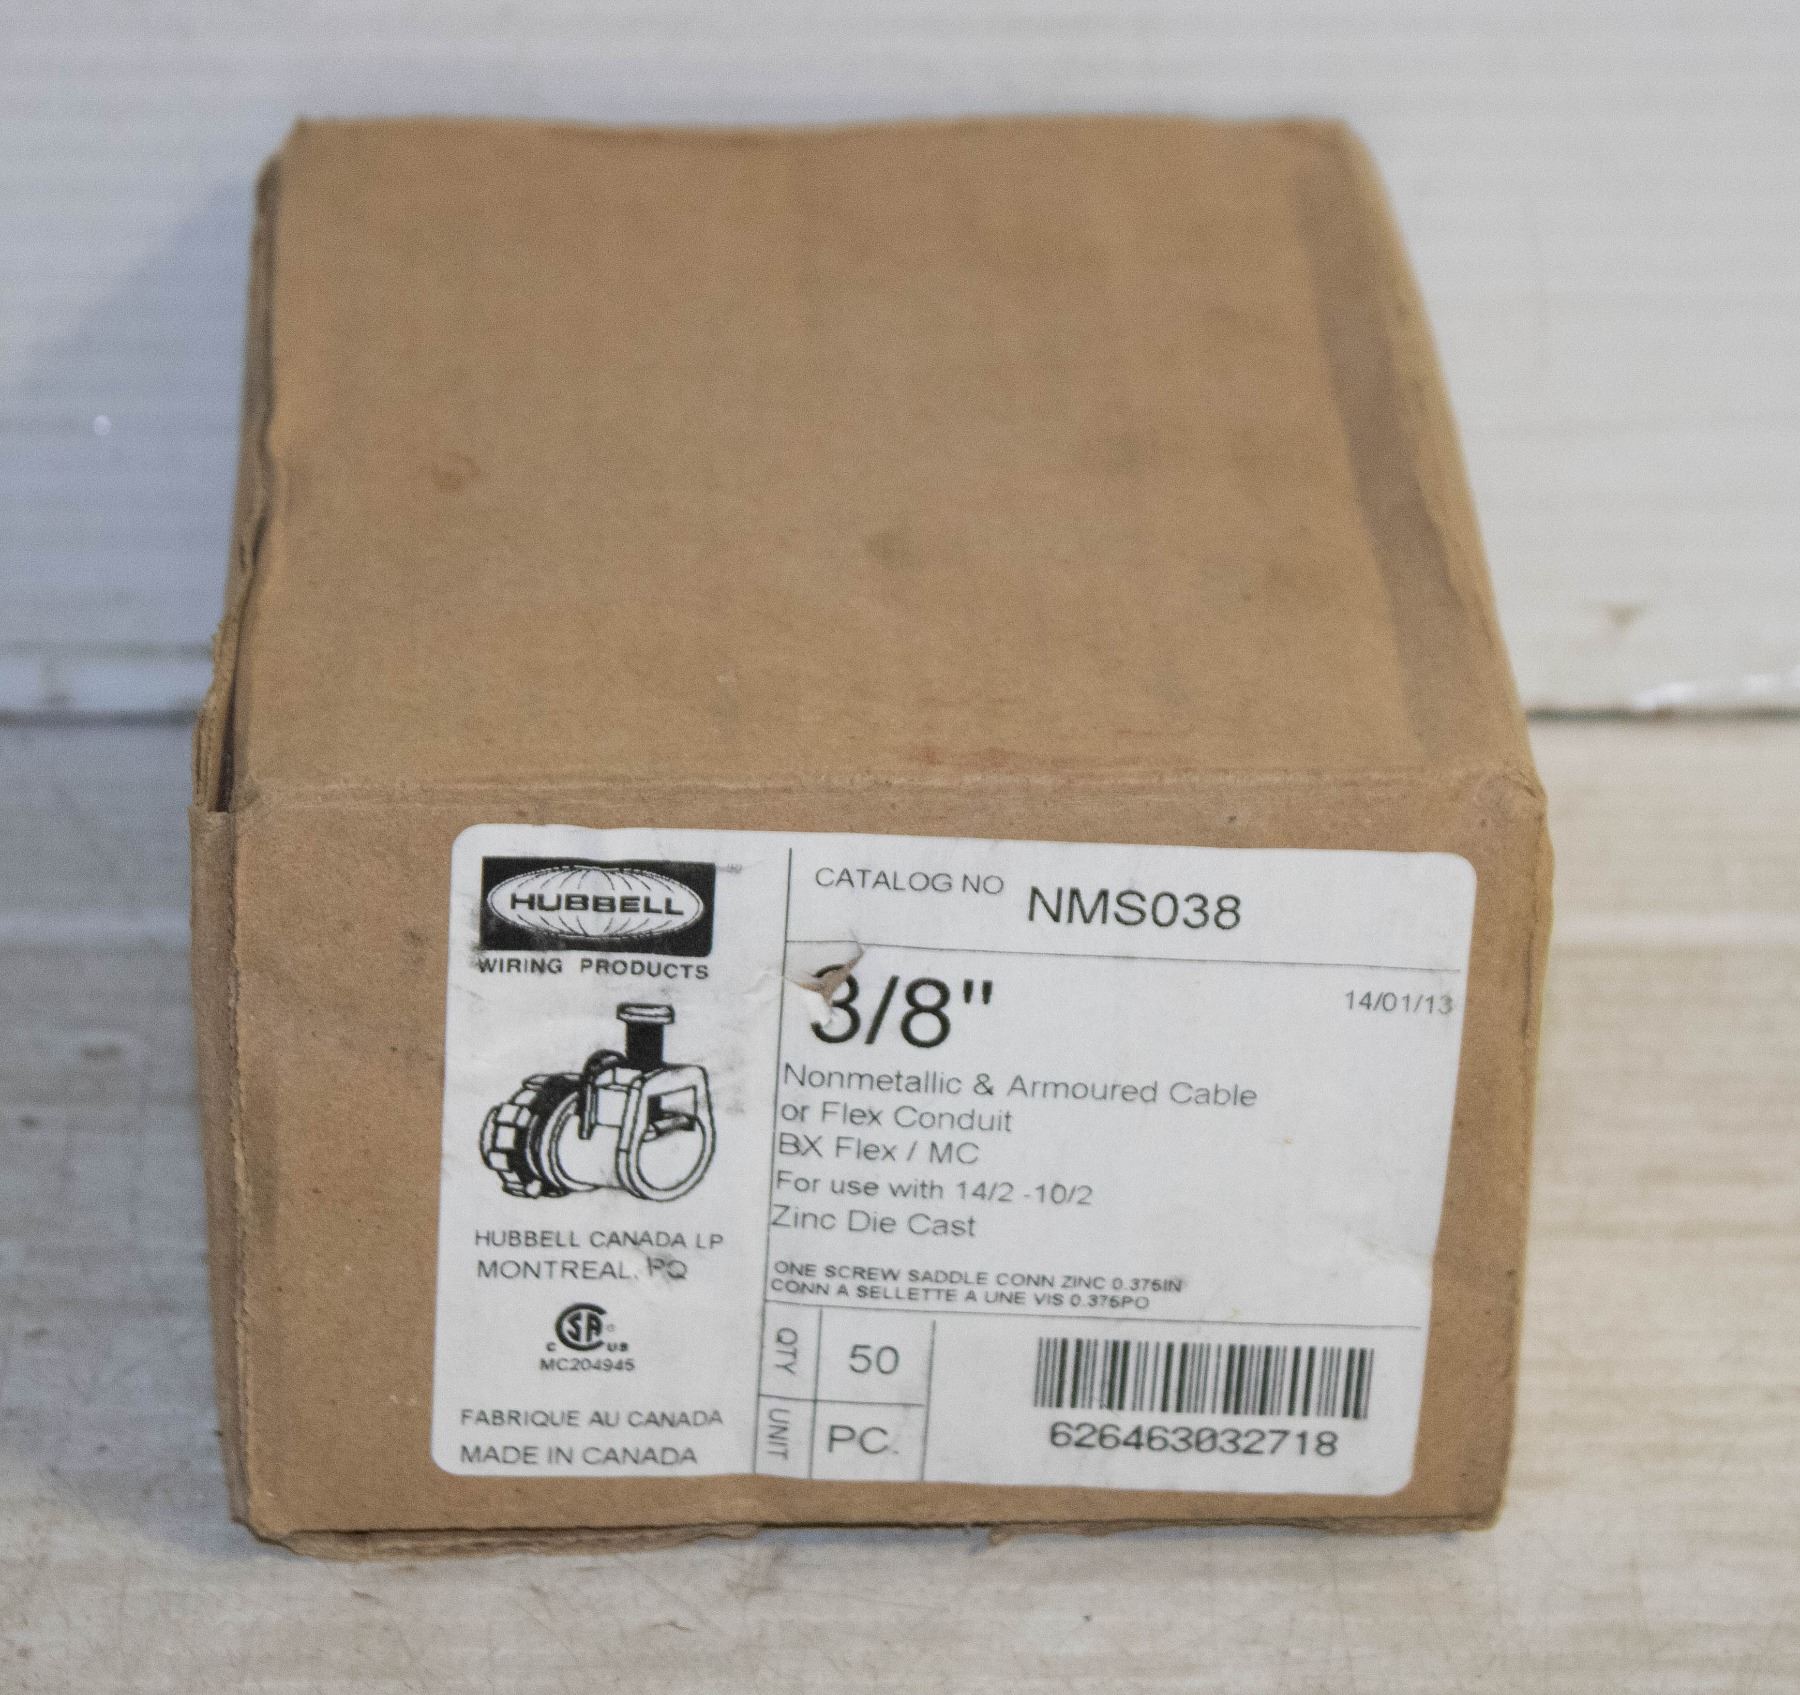 HUBBELL
WIRING PRODUCTS
HUBBELL CANADA LP
MONTREAL, PQ
CSA
C US
MC204945
FABRIQUE AU CANADA
MADE IN CANADA
CATALOG NO NMS038
3/8"
14/01/13
Nonmetallic & Armoured Cable
or Flex Conduit
BX Flex / MC
For use with 14/2 -10/2
Zinc Die Cast
ONE SCREW SADDLE CONN ZINC 0.375IN
CONN A SELLETTE A UNE VIS 0.375PO
QTY 50
UNIT PC.
626463032718